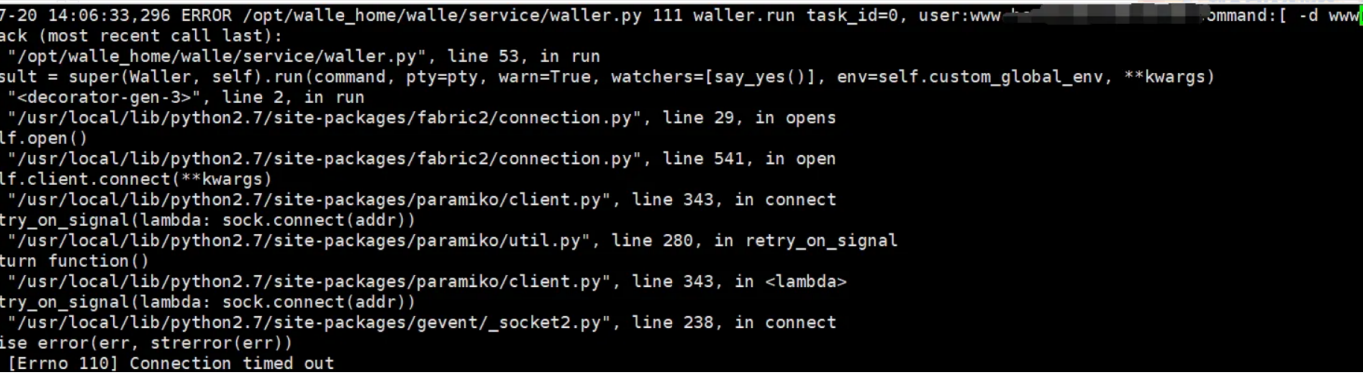 7-20 14:06:33,296 ERROR /opt/walle_home/walle/service/waller.py 111 waller.run task_id=0, user:www ommand:[ -d www
ack (most recent call last):
"/opt/walle_home/walle/service/waller.py", line 53, in run
sult = super(Waller, self).run(command, pty=pty, warn=True, watchers=[say_yes()], env=self.custom_global_env, **kwargs)
"<decorator-gen-3>", line 2, in run
"/usr/local/lib/python2.7/site-packages/fabric2/connection.py", line 29, in opens
lf.open()
"/usr/local/lib/python2.7/site-packages/fabric2/connection.py", line 541, in open
lf.client.connect(**kwargs)
"/usr/local/lib/python2.7/site-packages/paramiko/client.py", line 343, in connect
try_on_signal(lambda: sock.connect(addr))
"/usr/local/lib/python2.7/site-packages/paramiko/util.py", line 280, in retry_on_signal
turn function()
"/usr/local/lib/python2.7/site-packages/paramiko/client.py", line 343, in <lambda>
try_on_signal(lambda: sock.connect(addr))
"/usr/local/lib/python2.7/site-packages/gevent/_socket2.py", line 238, in connect
ise error(err, strerror(err))
[Errno 110] Connection timed out